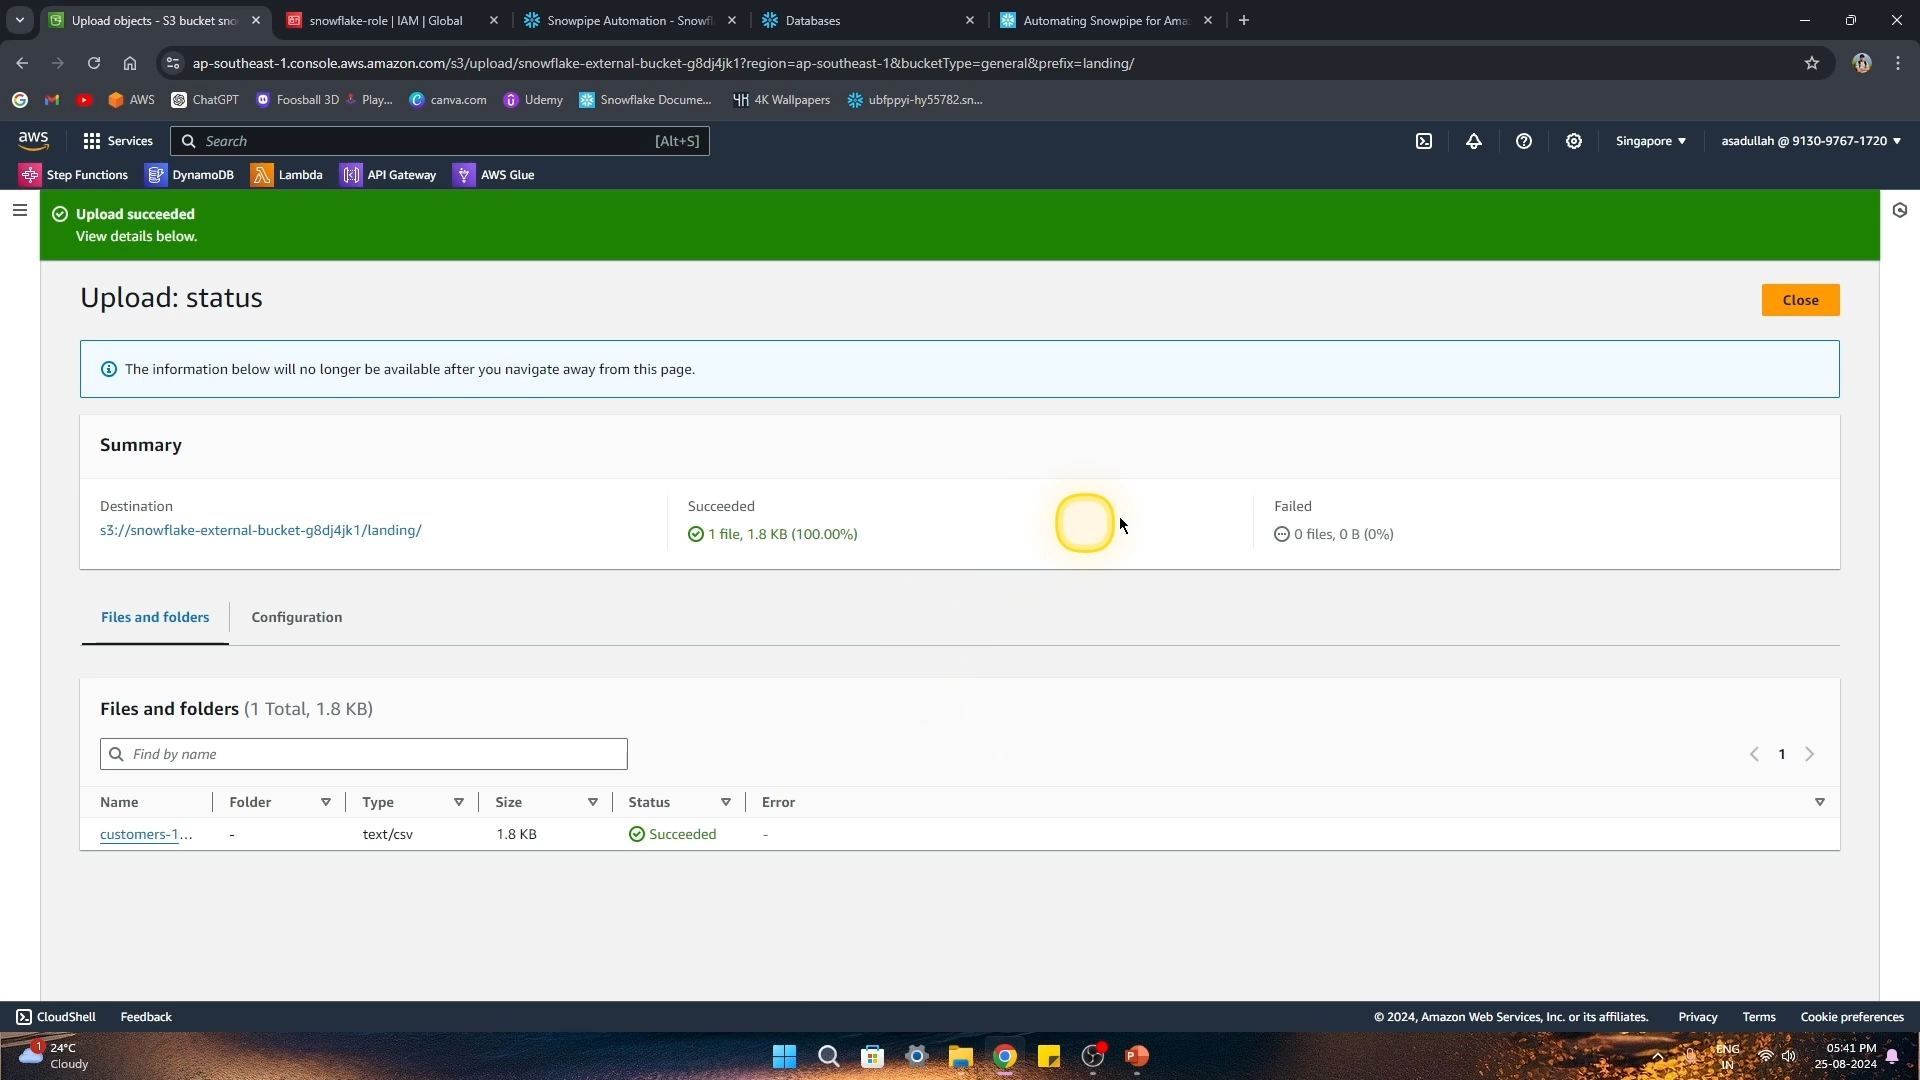 Upload objects - S3 bucket sno
snowflake-role | IAM | Global
Snowpipe Automation - Snowfl
Databases
Automating Snowpipe for Ama
ap-southeast-1.console.aws.amazon.com/s3/upload/snowflake-external-bucket-g8dj4jk1?region=ap-southeast-1&bucketType=general&prefix=landing/
AWS
ChatGPT
Foosball 3D
Play...
canva.com
Udemy
Snowflake Docume...
4K Wallpapers
ubfppyi-hy55782.sn...
aws
Services
Search
[Alt+S]
Singapore
asadullah @ 9130-9767-1720
Step Functions
DynamoDB
Lambda
API Gateway
AWS Glue
Upload succeeded
View details below.
Upload: status
Close
The information below will no longer be available after you navigate away from this page.
Summary
Destination
s3://snowflake-external-bucket-g8dj4jk1/landing/
Succeeded
1 file, 1.8 KB (100.00%)
Failed
0 files, 0 B (0%)
Files and folders
Configuration
Files and folders (1 Total, 1.8 KB)
Find by name
1
Name
Folder
Type
Size
Status
Error
customers-1...
-
text/csv
1.8 KB
Succeeded
-
CloudShell
Feedback
© 2024, Amazon Web Services, Inc. or its affiliates.
Privacy
Terms
Cookie preferences
1
24°C
Cloudy
ENG
IN
05:41 PM
25-08-2024